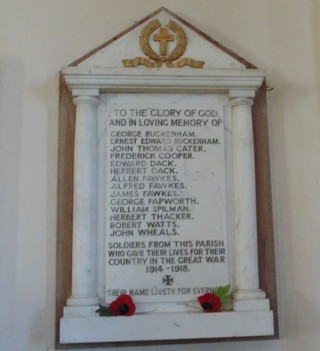 TO THE GLORY OF GOD,
AND IN LOVING MEMORY OF
GEORGE BUCKENHAM.
ERNEST EDWARD BUCKENHAM.
JOHN THOMAS CATER.
FREDERICK COOPER.
EDWARD DACK.
HERBERT DACK.
ALLEN FAWKES.
ALFRED FAWKES.
JAMES FAWKES.
GEORGE PAPWORTH.
WILLIAM SPILMAN.
HERBERT THACKER.
ROBERT WATTS.
JOHN WHEALS.
SOLDIERS FROM THIS PARISH
WHO GAVE THEIR LIVES FOR THEIR
COUNTRY IN THE GREAT WAR
1914-1918.
THEIR NAME LIVETH FOR EVERMORE